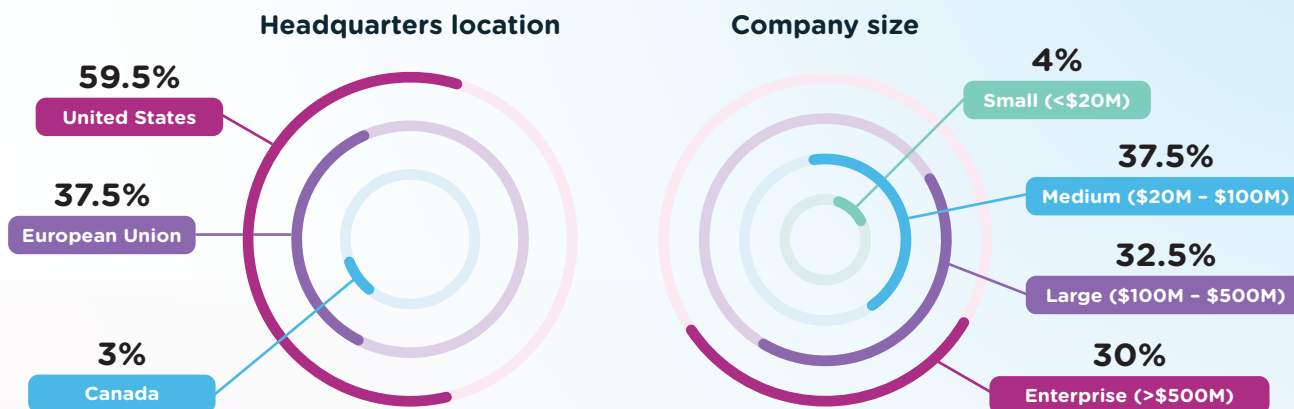 Headquarters location
59.5%
United States
37.5%
European Union
3%
Canada
Company size
4%
Small (<$20M)
37.5%
Medium ($20M – $100M)
32.5%
Large ($100M – $500M)
30%
Enterprise (>$500M)